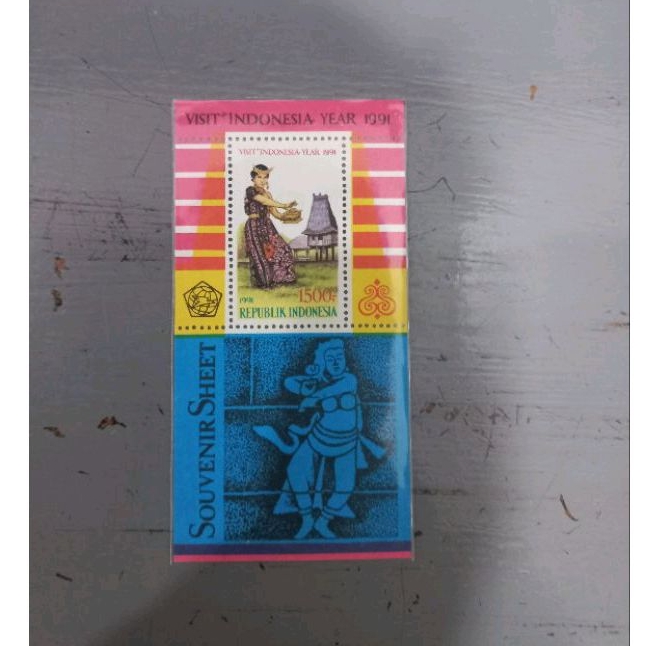 VISIT INDONESIA YEAR 1991
VISIT INDONESIA YEAR 1991
1991
1500,-
REPUBLIK INDONESIA
SOUVENIR SHEET